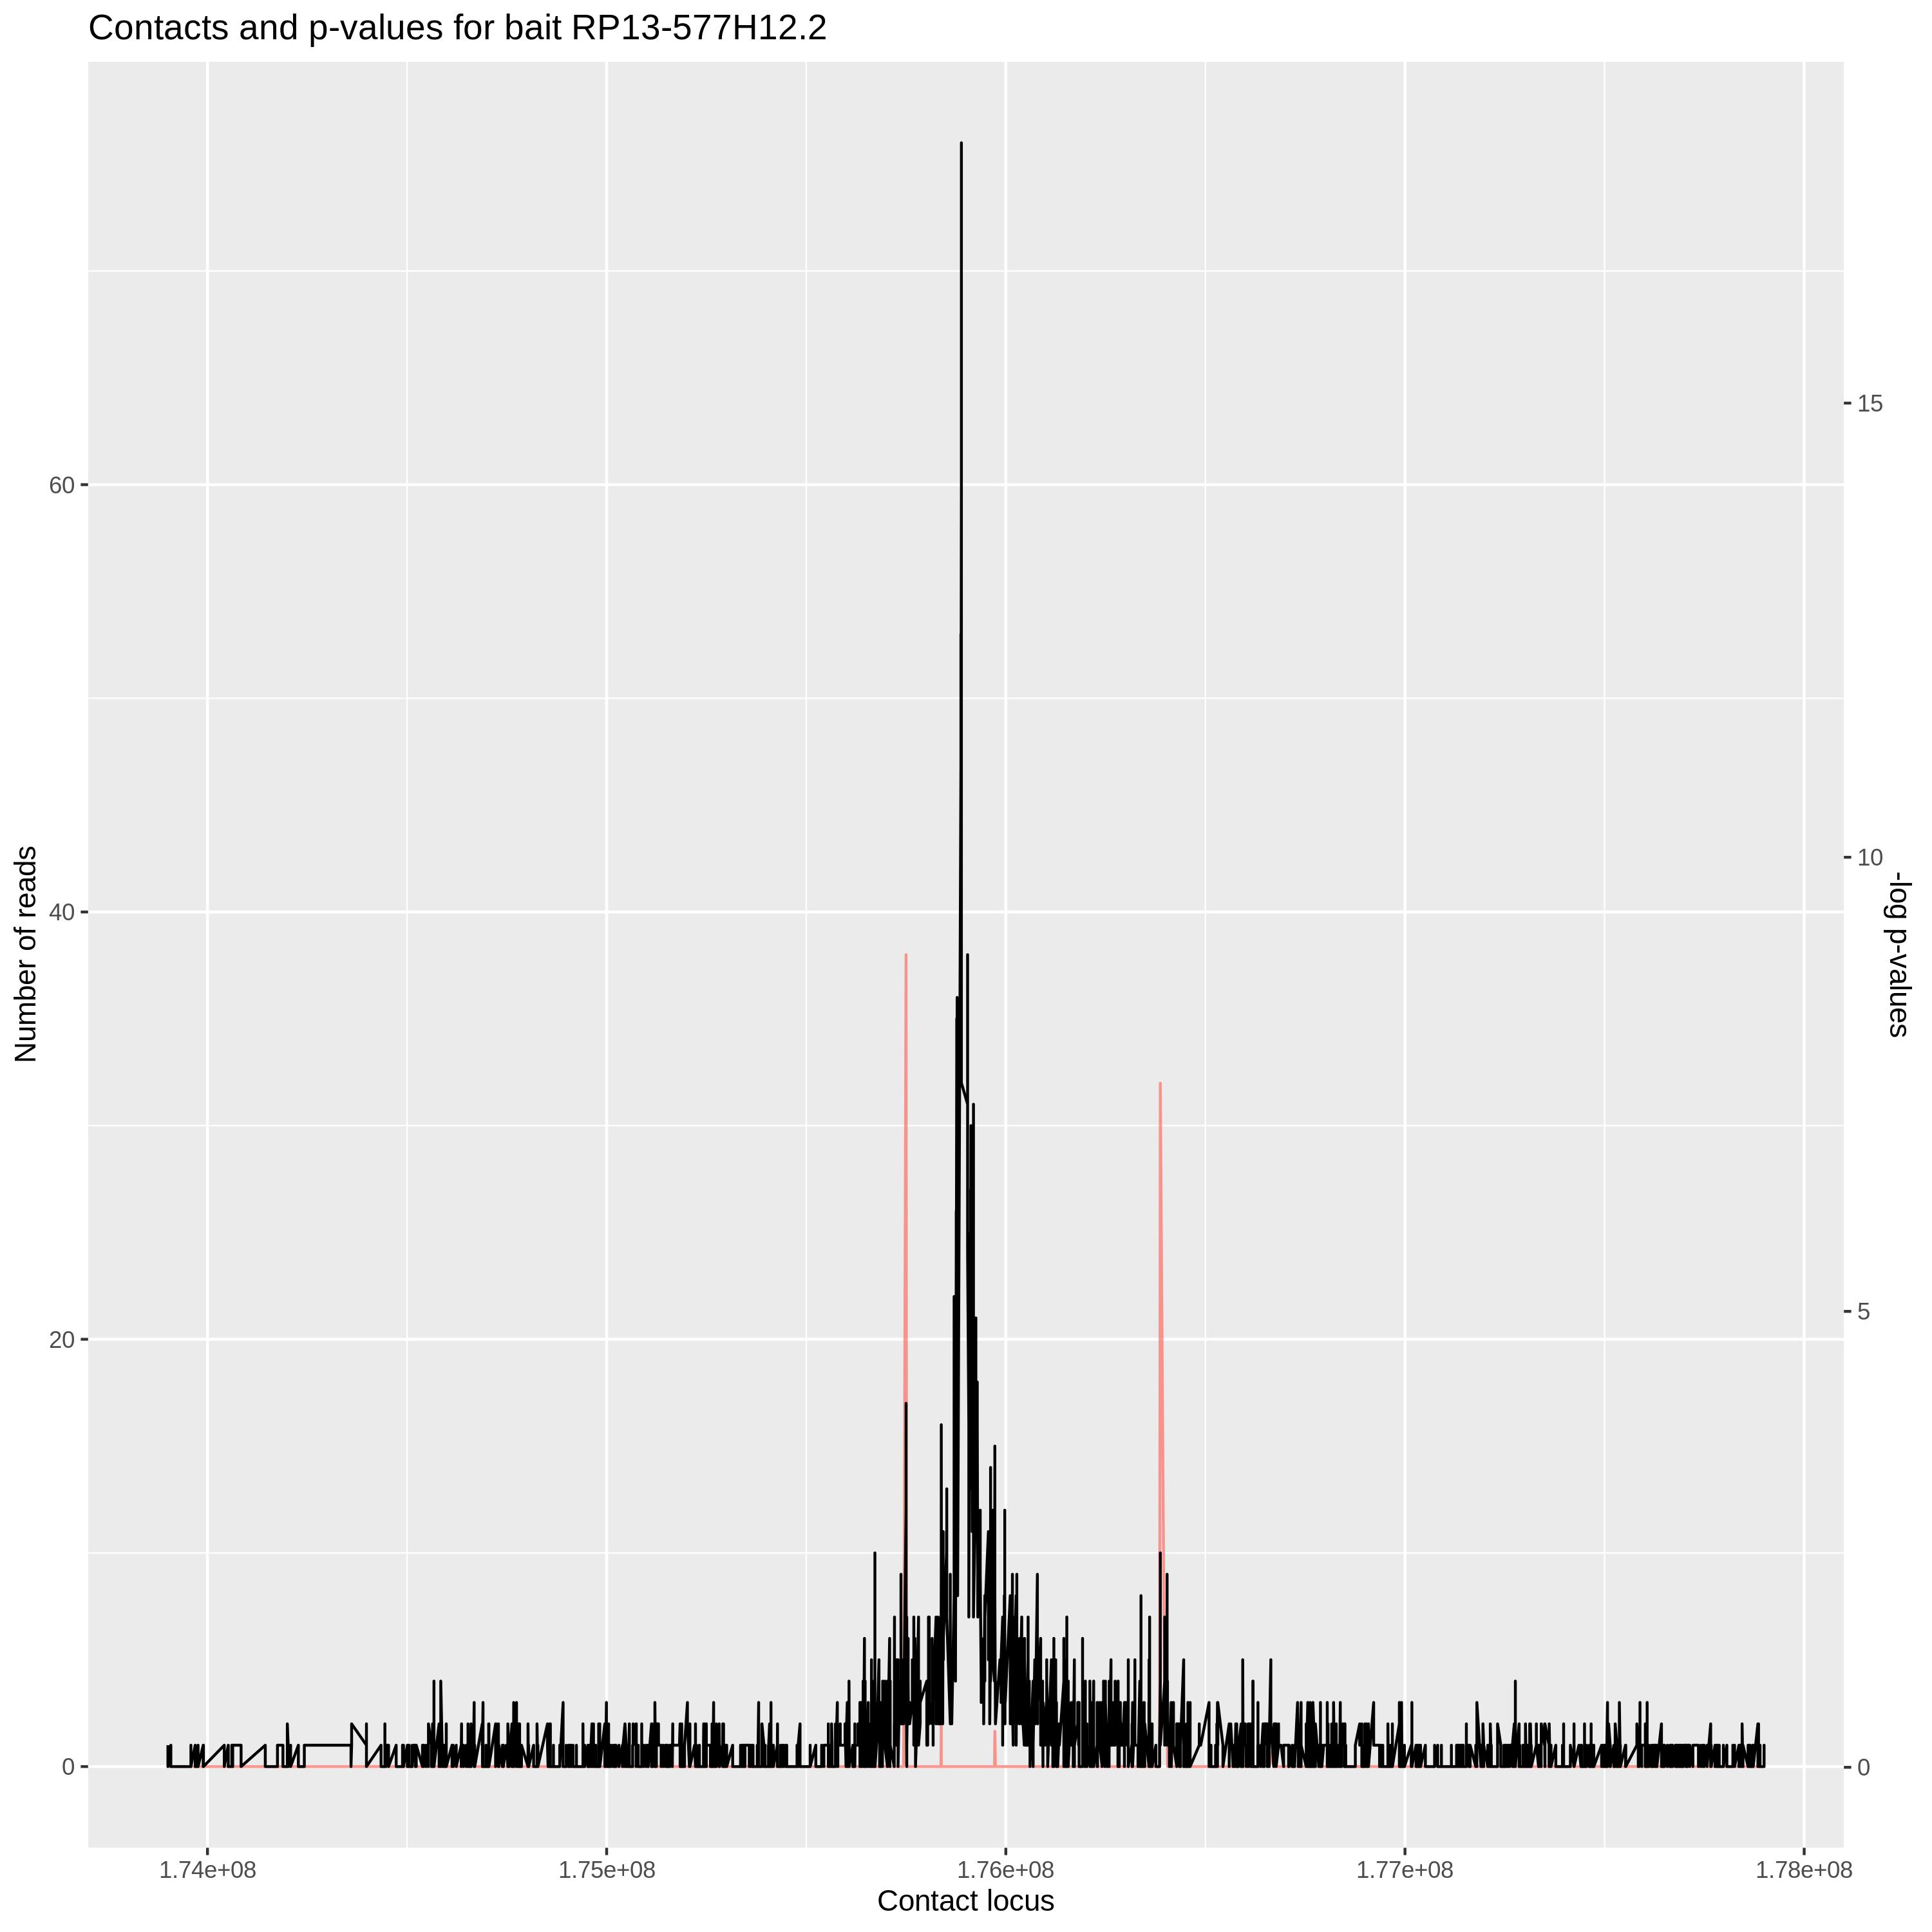 Contacts and p-values for bait RP13-577H12.2
Number of reads
60
40
20
0
15
10
5
0
-log p-values
1.74e+08
1.75e+08
1.76e+08
1.77e+08
1.78e+08
Contact locus